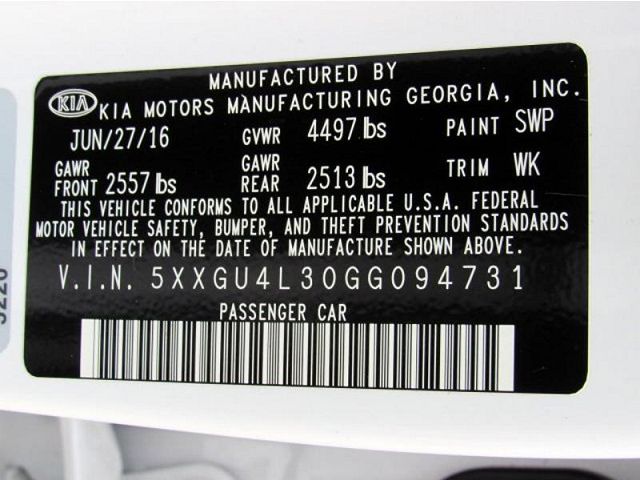 MANUFACTURED BY
KIA KIA MOTORS MANUFACTURING GEORGIA, INC.
JUN/27/16 GVWR 4497 lbs PAINT SWP
GAWR FRONT 2557 lbs GAWR REAR 2513 lbs TRIM WK
THIS VEHICLE CONFORMS TO ALL APPLICABLE U.S.A. FEDERAL
MOTOR VEHICLE SAFETY, BUMPER, AND THEFT PREVENTION STANDARDS
IN EFFECT ON THE DATE OF MANUFACTURE SHOWN ABOVE.
V.I.N. 5XXGU4L30GG094731
PASSENGER CAR